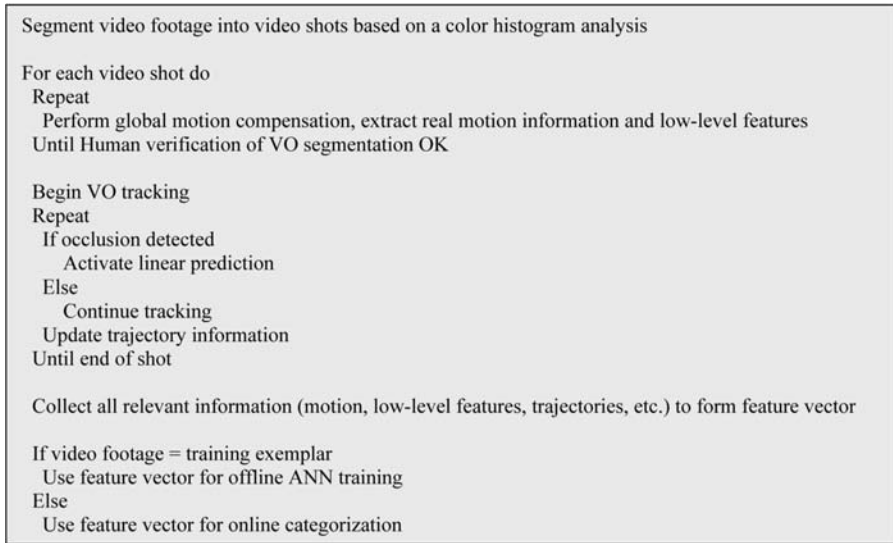 Segment video footage into video shots based on a color histogram analysis
For each video shot do
Repeat
Perform global motion compensation, extract real motion information and low-level features
Until Human verification of VO segmentation OK
Begin VO tracking
Repeat
If occlusion detected
Activate linear prediction
Else
Continue tracking
Update trajectory information
Until end of shot
Collect all relevant information (motion, low-level features, trajectories, etc.) to form feature vector
If video footage = training exemplar
Use feature vector for offline ANN training
Else
Use feature vector for online categorization